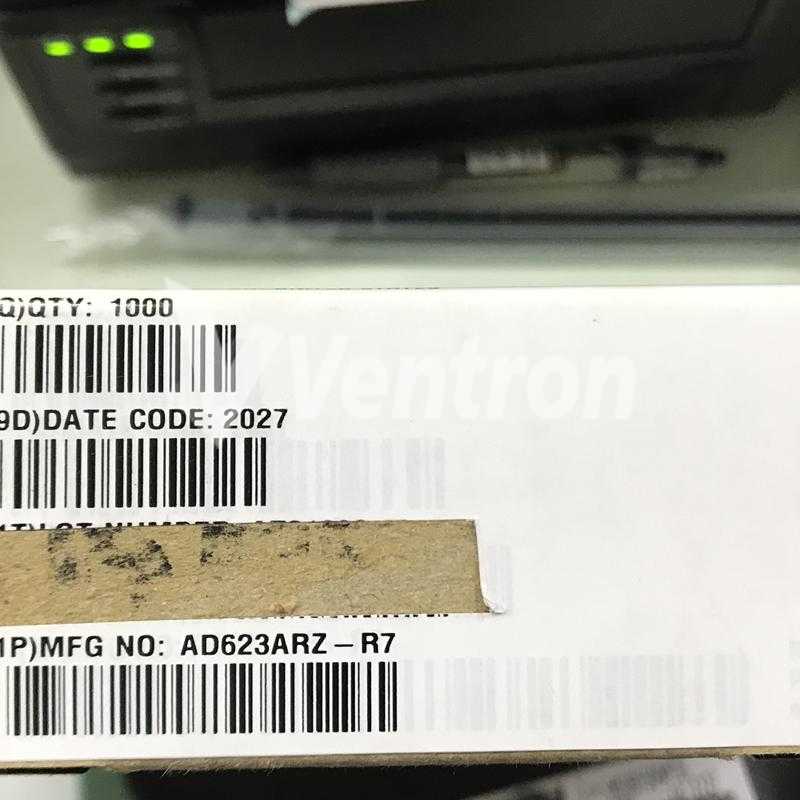 Q)QTY: 1000
Ventron
9D)DATE CODE: 2027
1P)MFG NO: AD623ARZ-R7